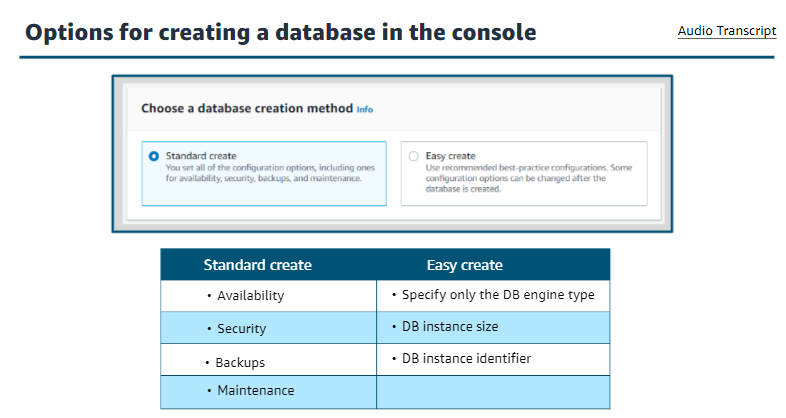 Options for creating a database in the console
Audio Transcript
Choose a database creation method Info
Standard create
You set all of the configuration options, including ones
for availability, security, backups, and maintenance.
Easy create
Use recommended best-practice configurations. Some
configuration options can be changed after the
database is created.
Standard create
Easy create
• Availability
• Specify only the DB engine type
• Security
• DB instance size
• Backups
• DB instance identifier
• Maintenance